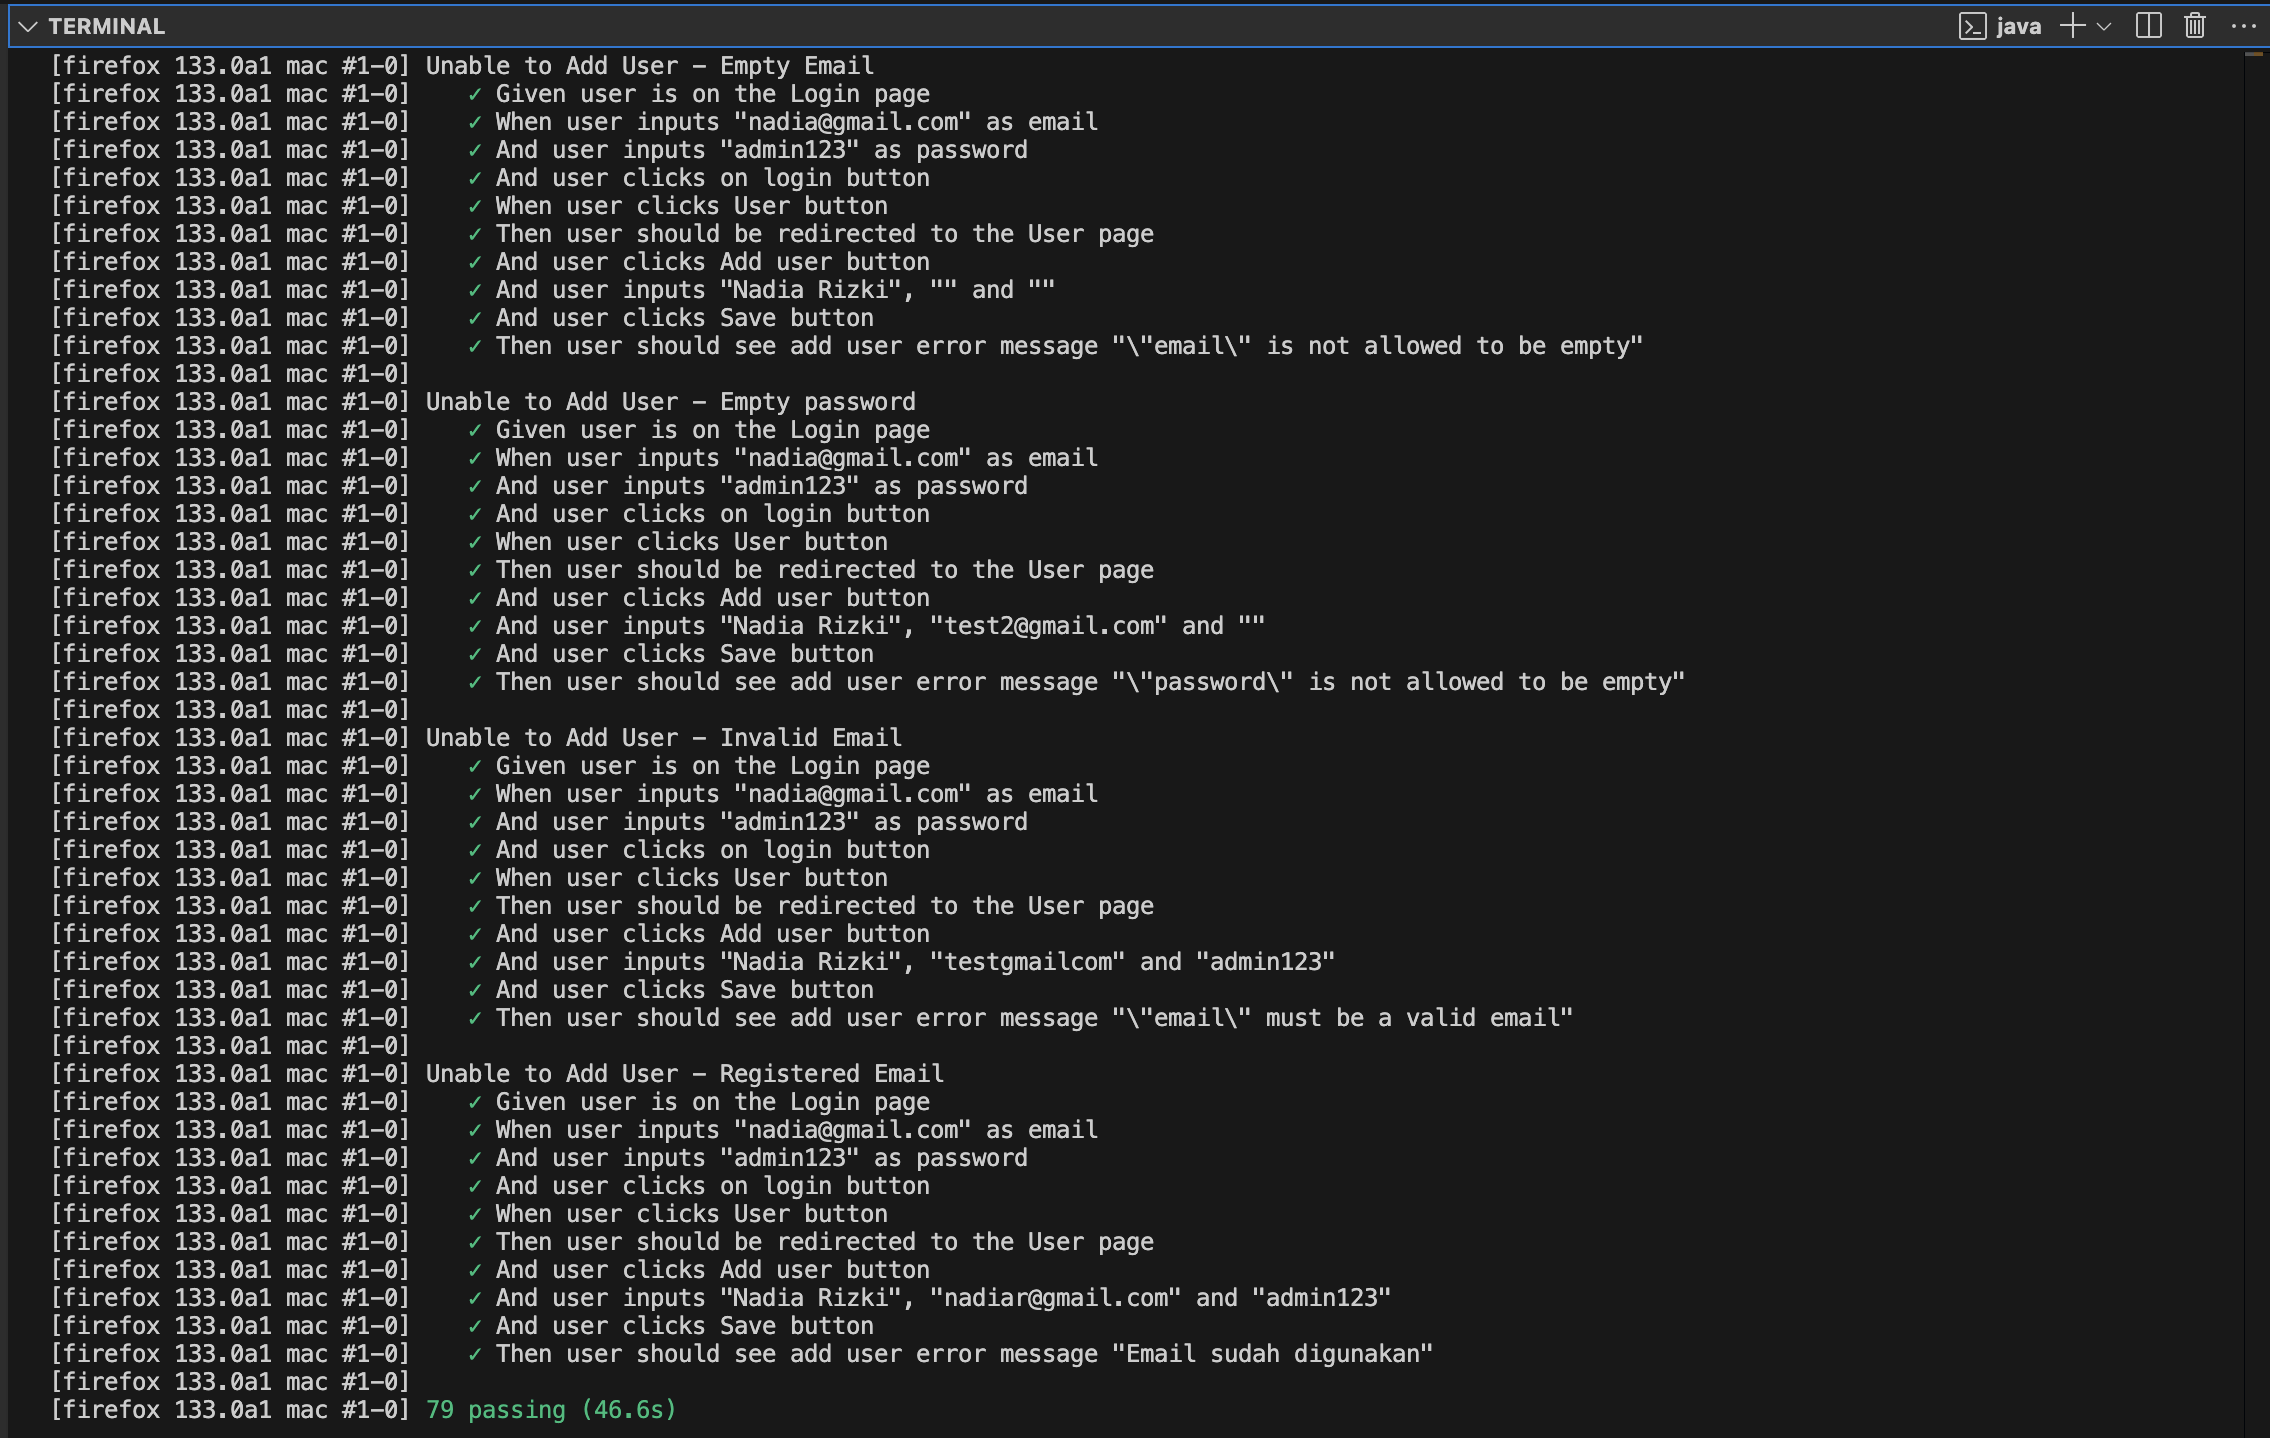 TERMINAL java
[firefox 133.0a1 mac #1-0] Unable to Add User - Empty Email
[firefox 133.0a1 mac #1-0] ✓ Given user is on the Login page
[firefox 133.0a1 mac #1-0] ✓ When user inputs "nadia@gmail.com" as email
[firefox 133.0a1 mac #1-0] ✓ And user inputs "admin123" as password
[firefox 133.0a1 mac #1-0] ✓ And user clicks on login button
[firefox 133.0a1 mac #1-0] ✓ When user clicks User button
[firefox 133.0a1 mac #1-0] ✓ Then user should be redirected to the User page
[firefox 133.0a1 mac #1-0] ✓ And user clicks Add user button
[firefox 133.0a1 mac #1-0] ✓ And user inputs "Nadia Rizki", "" and ""
[firefox 133.0a1 mac #1-0] ✓ And user clicks Save button
[firefox 133.0a1 mac #1-0] ✓ Then user should see add user error message "\"email\" is not allowed to be empty"
[firefox 133.0a1 mac #1-0]
[firefox 133.0a1 mac #1-0] Unable to Add User - Empty password
[firefox 133.0a1 mac #1-0] ✓ Given user is on the Login page
[firefox 133.0a1 mac #1-0] ✓ When user inputs "nadia@gmail.com" as email
[firefox 133.0a1 mac #1-0] ✓ And user inputs "admin123" as password
[firefox 133.0a1 mac #1-0] ✓ And user clicks on login button
[firefox 133.0a1 mac #1-0] ✓ When user clicks User button
[firefox 133.0a1 mac #1-0] ✓ Then user should be redirected to the User page
[firefox 133.0a1 mac #1-0] ✓ And user clicks Add user button
[firefox 133.0a1 mac #1-0] ✓ And user inputs "Nadia Rizki", "test2@gmail.com" and ""
[firefox 133.0a1 mac #1-0] ✓ And user clicks Save button
[firefox 133.0a1 mac #1-0] ✓ Then user should see add user error message "\"password\" is not allowed to be empty"
[firefox 133.0a1 mac #1-0]
[firefox 133.0a1 mac #1-0] Unable to Add User - Invalid Email
[firefox 133.0a1 mac #1-0] ✓ Given user is on the Login page
[firefox 133.0a1 mac #1-0] ✓ When user inputs "nadia@gmail.com" as email
[firefox 133.0a1 mac #1-0] ✓ And user inputs "admin123" as password
[firefox 133.0a1 mac #1-0] ✓ And user clicks on login button
[firefox 133.0a1 mac #1-0] ✓ When user clicks User button
[firefox 133.0a1 mac #1-0] ✓ Then user should be redirected to the User page
[firefox 133.0a1 mac #1-0] ✓ And user clicks Add user button
[firefox 133.0a1 mac #1-0] ✓ And user inputs "Nadia Rizki", "testgmailcom" and "admin123"
[firefox 133.0a1 mac #1-0] ✓ And user clicks Save button
[firefox 133.0a1 mac #1-0] ✓ Then user should see add user error message "\"email\" must be a valid email"
[firefox 133.0a1 mac #1-0]
[firefox 133.0a1 mac #1-0] Unable to Add User - Registered Email
[firefox 133.0a1 mac #1-0] ✓ Given user is on the Login page
[firefox 133.0a1 mac #1-0] ✓ When user inputs "nadia@gmail.com" as email
[firefox 133.0a1 mac #1-0] ✓ And user inputs "admin123" as password
[firefox 133.0a1 mac #1-0] ✓ And user clicks on login button
[firefox 133.0a1 mac #1-0] ✓ When user clicks User button
[firefox 133.0a1 mac #1-0] ✓ Then user should be redirected to the User page
[firefox 133.0a1 mac #1-0] ✓ And user clicks Add user button
[firefox 133.0a1 mac #1-0] ✓ And user inputs "Nadia Rizki", "nadiar@gmail.com" and "admin123"
[firefox 133.0a1 mac #1-0] ✓ And user clicks Save button
[firefox 133.0a1 mac #1-0] ✓ Then user should see add user error message "Email sudah digunakan"
[firefox 133.0a1 mac #1-0]
[firefox 133.0a1 mac #1-0] 79 passing (46.6s)